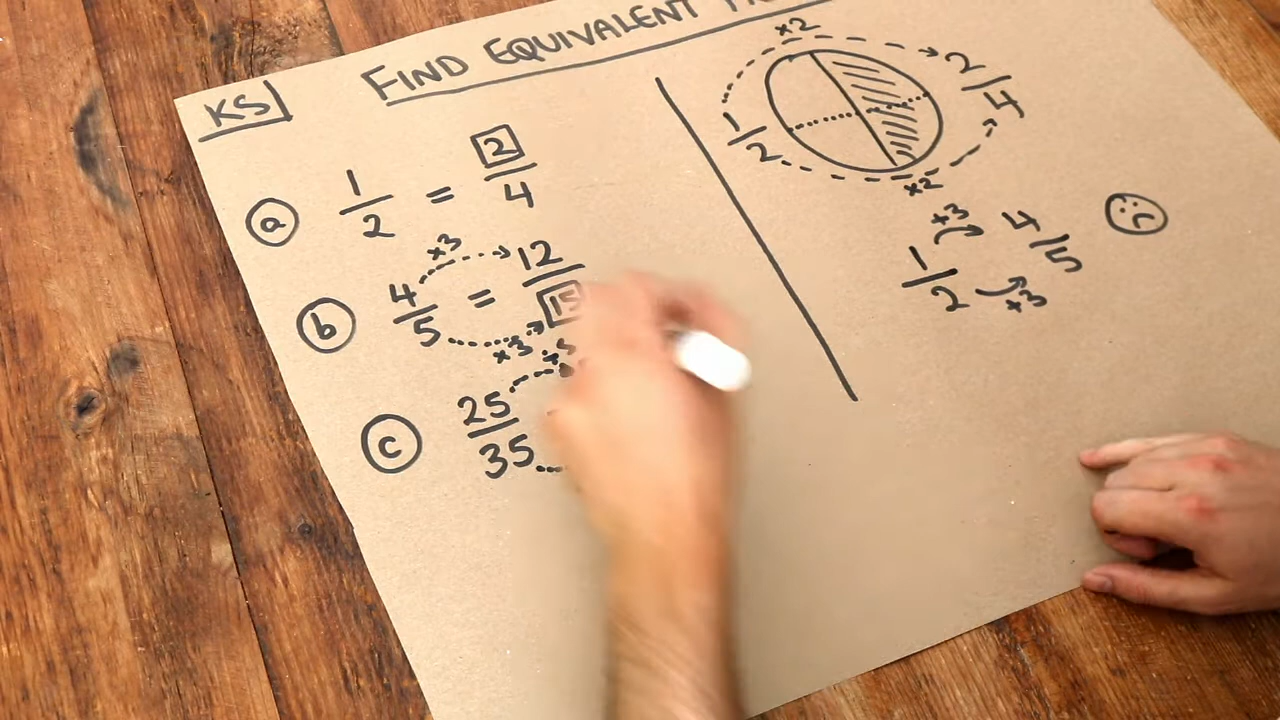 KS
FIND EQUIVALENT
a 1/2 = 2/4
b 4/5 = 12/15
×3
×3
c 25/35
÷5
×2
1/2 2/4
×2
1/2 4/5
+3
+3